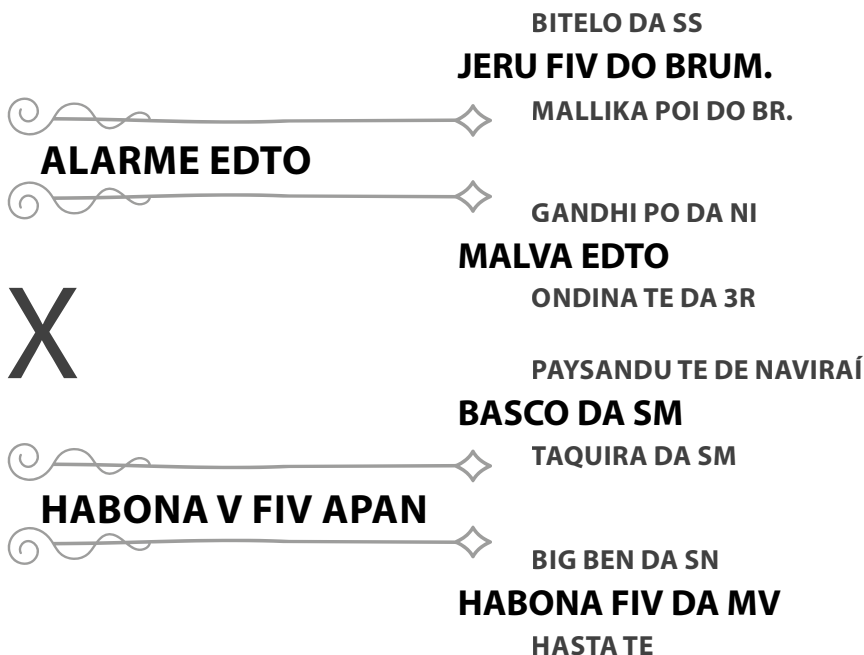 BITELO DA SS
JERU FIV DO BRUM.
MALLIKA POI DO BR.
ALARME EDTO
GANDHI PO DA NI
MALVA EDTO
ONDINA TE DA 3R
X
PAYSANDU TE DE NAVIRAÍ
BASCO DA SM
TAQUIRA DA SM
HABONA V FIV APAN
BIG BEN DA SN
HABONA FIV DA MV
HASTA TE